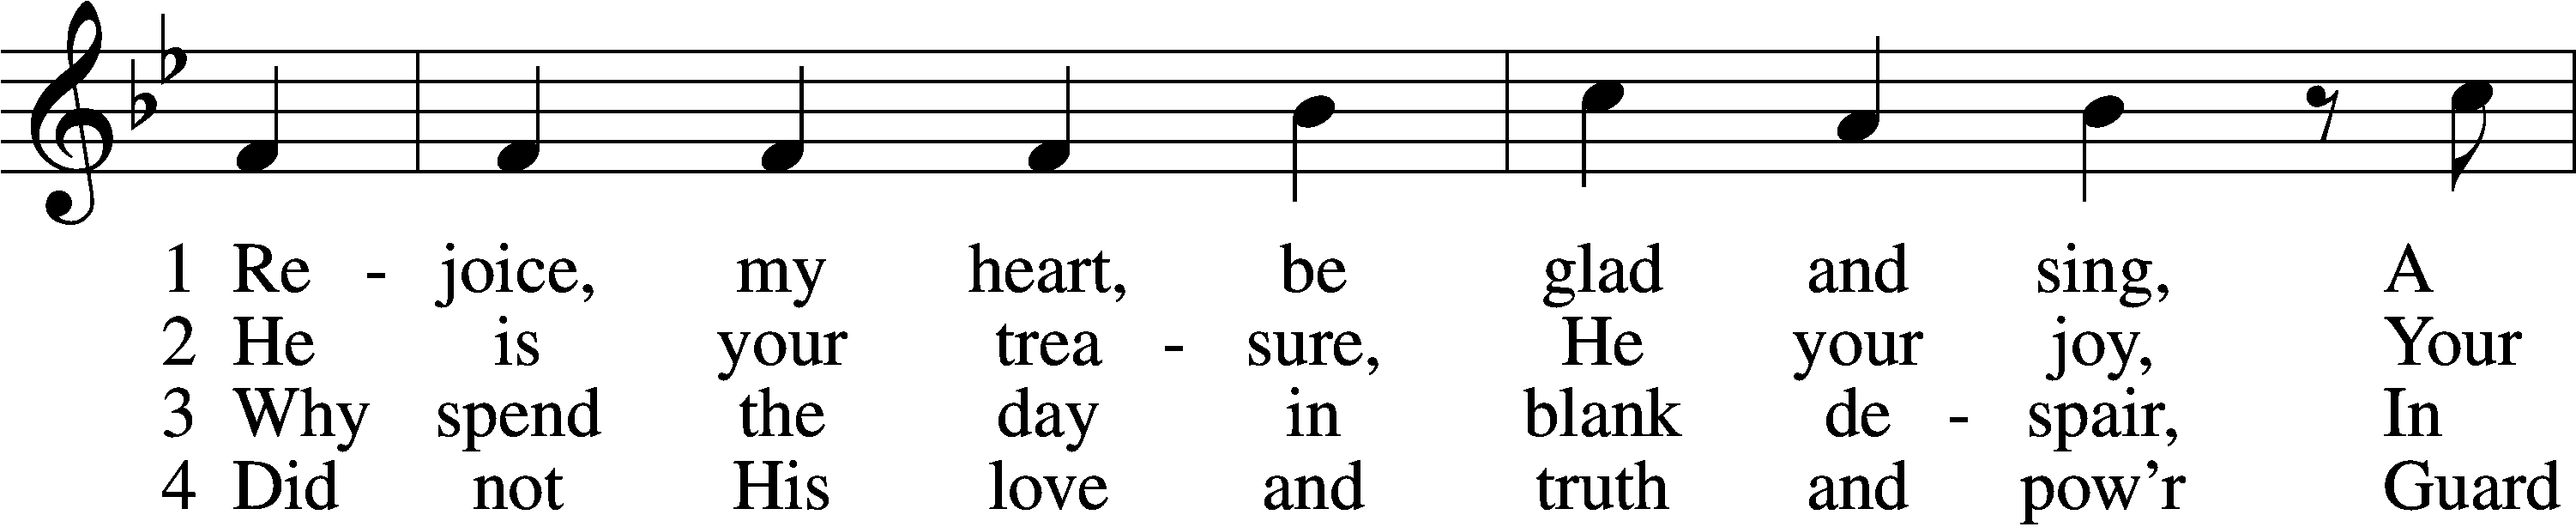 1 Re - joice, my heart, be glad and sing, A
2 He is your trea - sure, He your joy, Your
3 Why spend the day in blank de - spair, In
4 Did not His love and truth and pow'r Guard